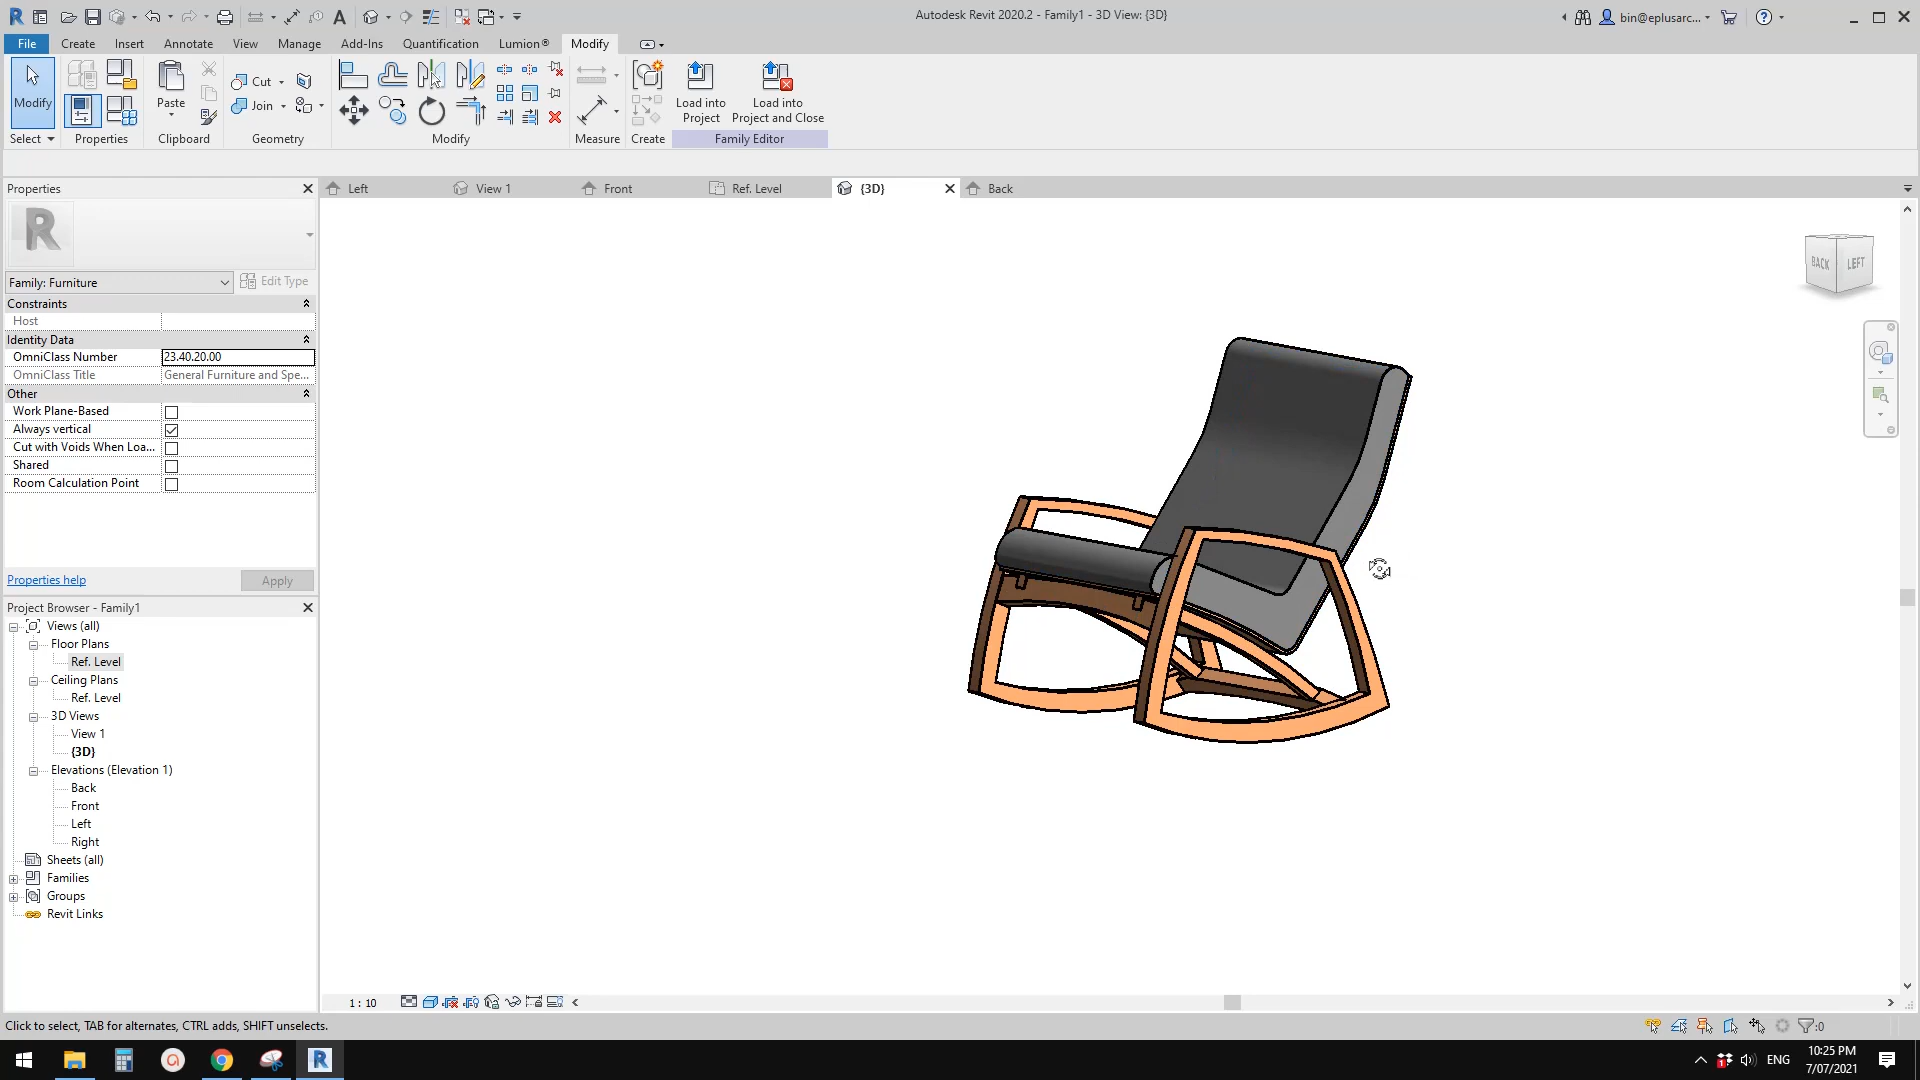 Autodesk Revit 2020.2 - Family1 - 3D View: {3D}
bin@eplusarc...
File Create Insert Annotate View Manage Add-Ins Quantification Lumion® Modify
Modify
Paste
Cut
Join
Load into
Project
Load into
Project and Close
Select Properties Clipboard Geometry Modify Measure Create Family Editor
Properties
Left View 1 Front Ref. Level {3D} Back
R
Family: Furniture
Edit Type
Constraints
Host
Identity Data
OmniClass Number 23.40.20.00
OmniClass Title General Furniture and Spe...
Other
Work Plane-Based
Always vertical
Cut with Voids When Loa...
Shared
Room Calculation Point
Properties help
Apply
BACK LEFT
Project Browser - Family1
Views (all)
Floor Plans
Ref. Level
Ceiling Plans
Ref. Level
3D Views
View 1
{3D}
Elevations (Elevation 1)
Back
Front
Left
Right
Sheets (all)
Families
Groups
Revit Links
1 : 10
Click to select, TAB for alternates, CTRL adds, SHIFT unselects.
:0
ENG
10:25 PM
7/07/2021